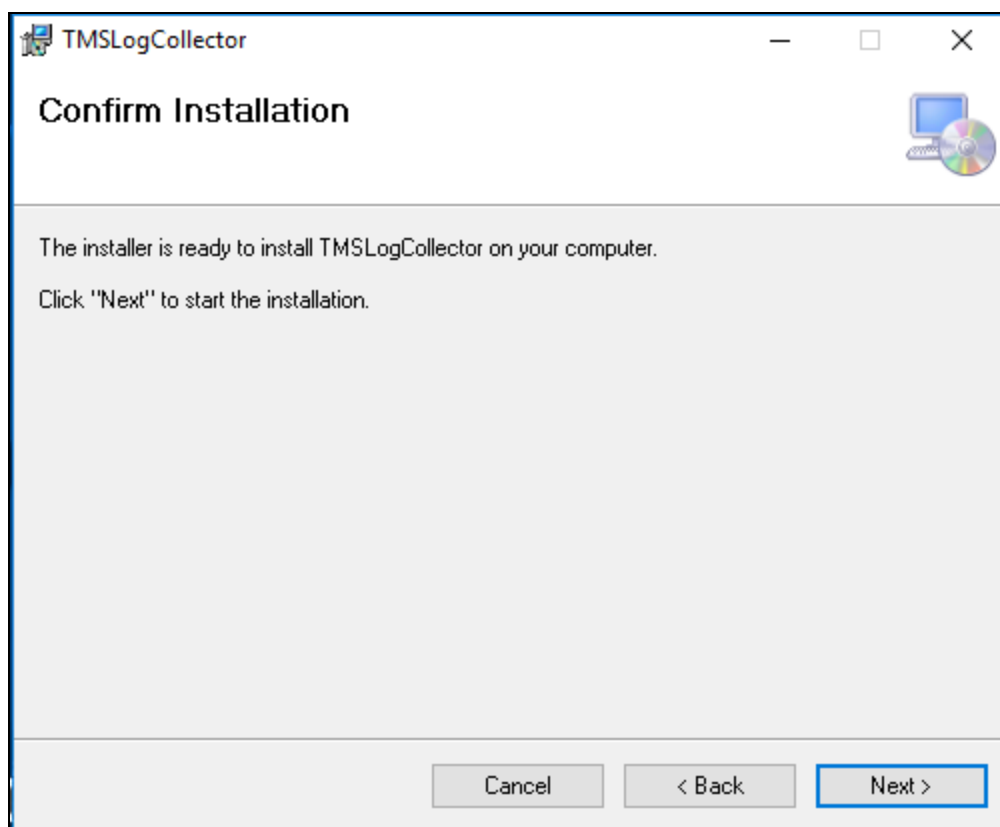 TMSLogCollector
Confirm Installation
The installer is ready to install TMSLogCollector on your computer.
Click "Next" to start the installation.
Cancel
< Back
Next >